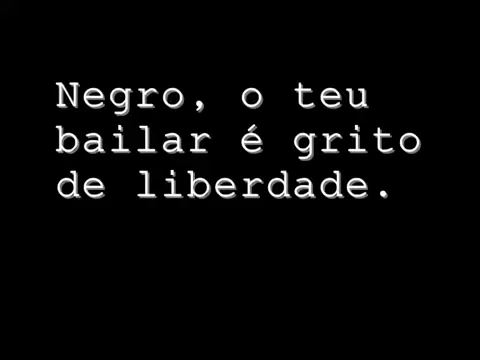 Negro, o teu
bailar é grito
de liberdade.